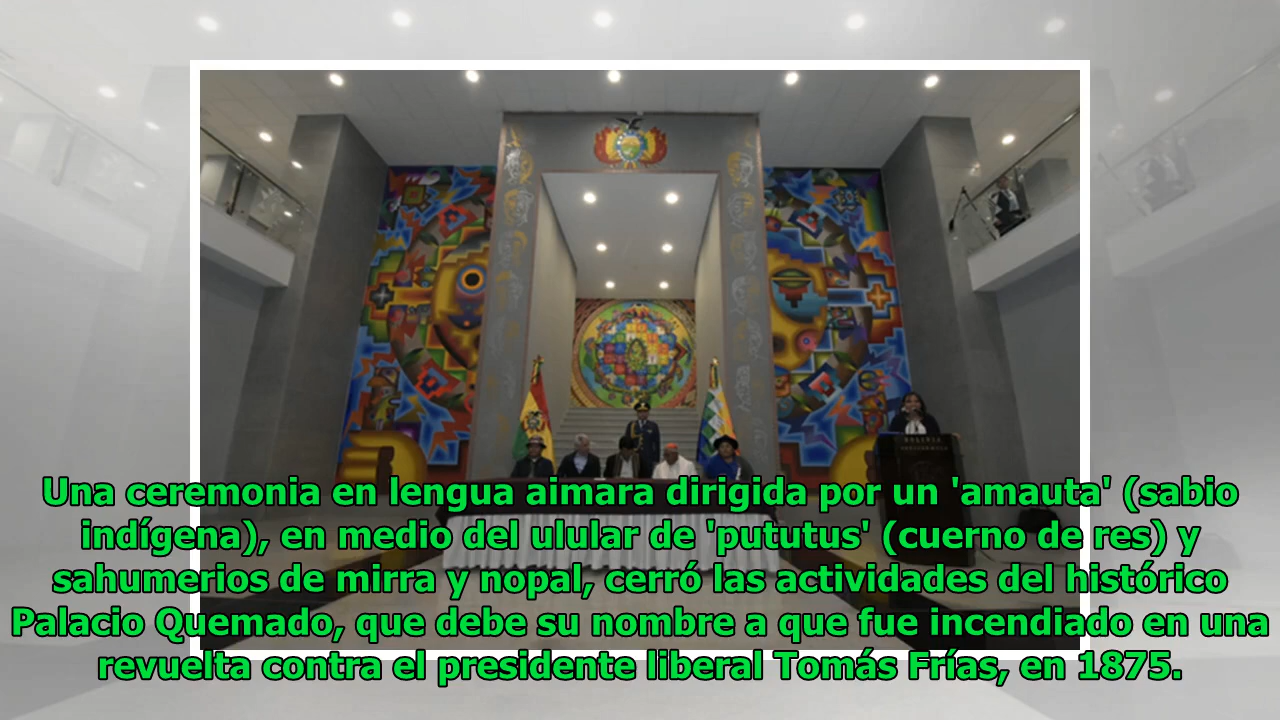 Una ceremonia en lengua aimara dirigida por un 'amauta' (sabio
indígena), en medio del ulular de 'pututus' (cuerno de res) y
sahumerios de mirra y nopal, cerró las actividades del histórico
Palacio Quemado, que debe su nombre a que fue incendiado en una
revuelta contra el presidente liberal Tomás Frías, en 1875.